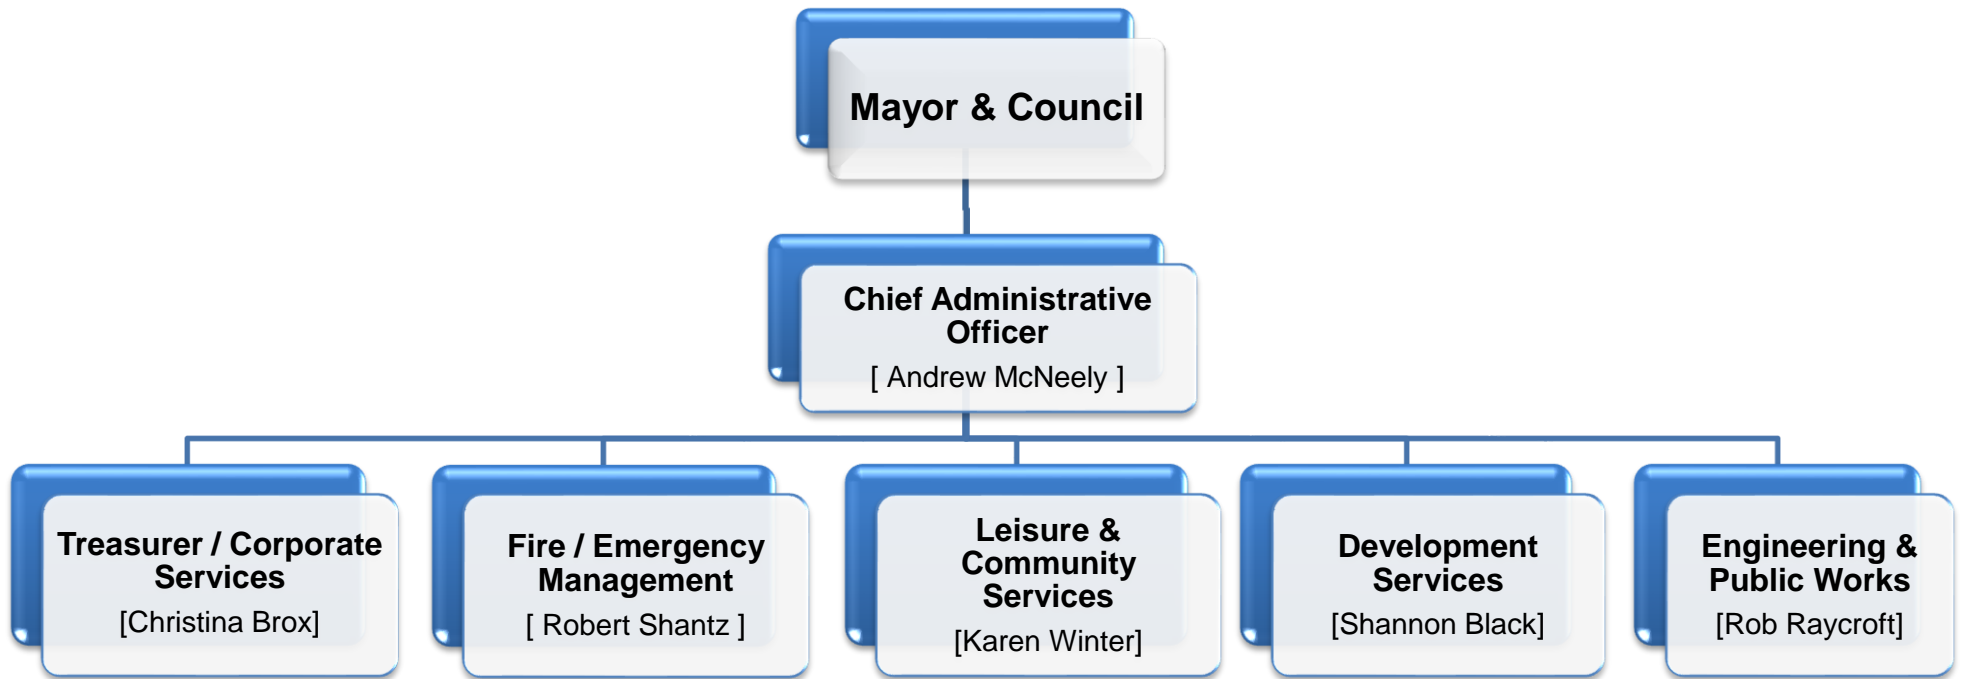 Mayor & Council
Chief Administrative
Officer
[ Andrew McNeely ]
Treasurer / Corporate
Services
[Christina Brox]
Fire / Emergency
Management
[ Robert Shantz ]
Leisure &
Community
Services
[Karen Winter]
Development
Services
[Shannon Black]
Engineering &
Public Works
[Rob Raycroft]